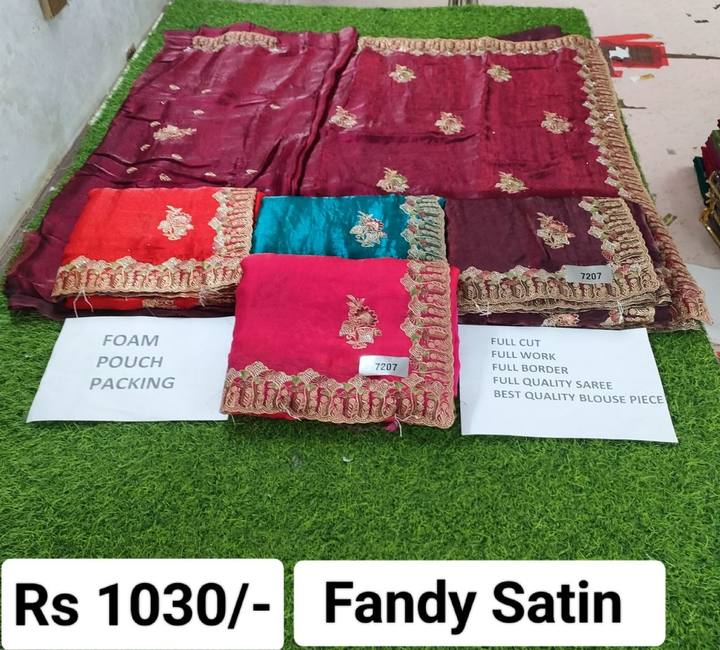 7207
7207
FOAM
POUCH
PACKING
FULL CUT
FULL WORK
FULL BORDER
FULL QUALITY SAREE
BEST QUALITY BLOUSE PIECE
Rs 1030/-
Fandy Satin